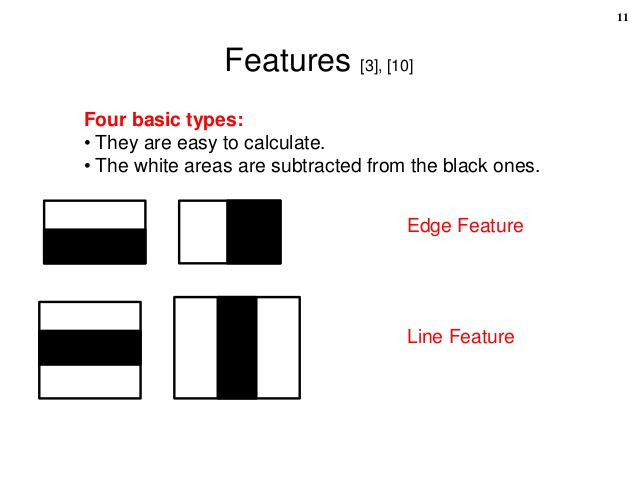 11
Features [3], [10]
Four basic types:
• They are easy to calculate.
• The white areas are subtracted from the black ones.
Edge Feature
Line Feature